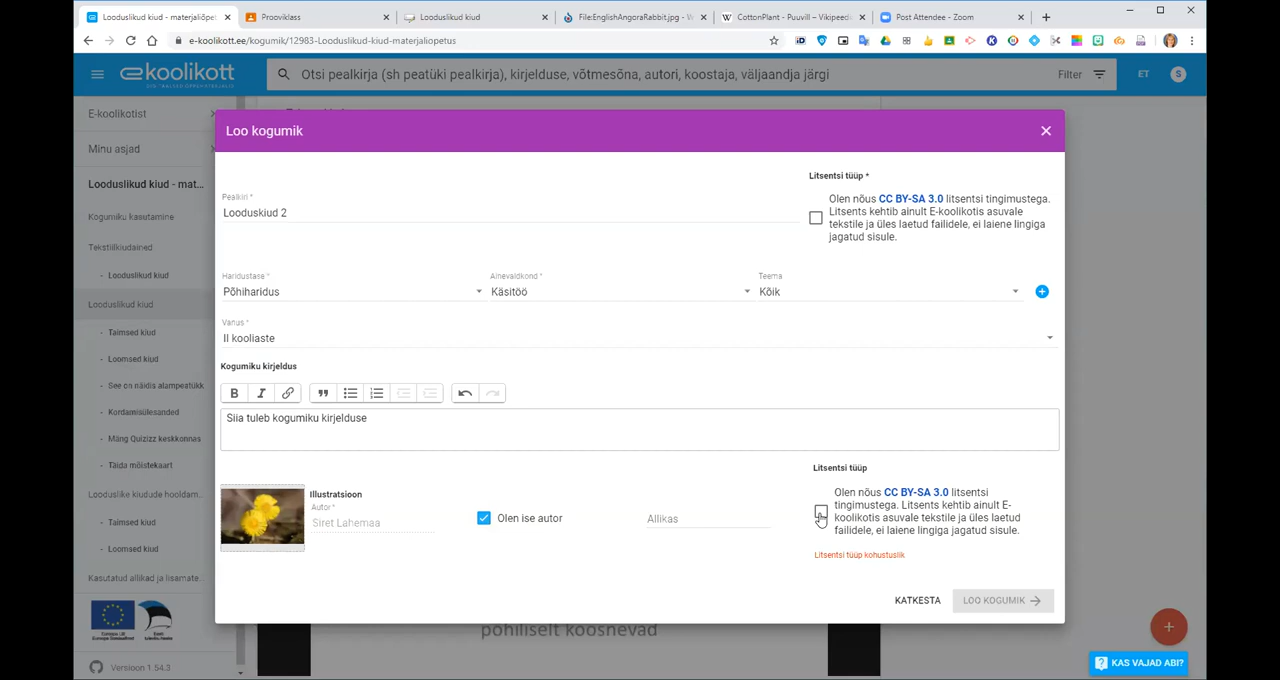 Looduslikud kiud - materjaliõpet
Prooviklass
Looduslikud kiud
File:EnglishAngoraRabbit.jpg - V
CottonPlant - Puuvill – Vikipeed
Post Attendee - Zoom
e-koolikott.ee/kogumik/12983-Looduslikud-kiud-materjaliopetus
ekoolikott
Otsi pealkirja (sh peatüki pealkirja), kirjelduse, võtmesõna, autori, koostaja, väljaandja järgi
Filter
ET
S
E-koolikotist
Minu asjad
Looduslikud kiud - mat...
Kogumiku kasutamine
Tekstiilkiudained
- Looduslikud kiud
Looduslikud kiud
- Taimsed kiud
- Loomsed kiud
- See on näidis alampeatükk
- Kordamisülesanded
- Mäng Quizizz keskkonnas
- Täida mõistekaart
Looduslike kiudude hooldam...
- Taimsed kiud
- Loomsed kiud
Kasutatud allikad ja lisamate...
Versioon 1.54.3
Loo kogumik
Pealkiri *
Looduskiud 2
Litsentsi tüüp *
Olen nõus CC BY-SA 3.0 litsentsi tingimustega.
Litsents kehtib ainult E-koolikotis asuvale
tekstile ja üles laetud failidele, ei laiene lingiga
jagatud sisule.
Haridustase *
Põhiharidus
Ainevaldkond *
Käsitöö
Teema
Kõik
Vanus *
II kooliaste
Kogumiku kirjeldus
B I
Siia tuleb kogumiku kirjelduse
Illustratsioon
Autor *
Siret Lahemaa
Olen ise autor
Allikas
Litsentsi tüüp
Olen nõus CC BY-SA 3.0 litsentsi
tingimustega. Litsents kehtib ainult E-
koolikotis asuvale tekstile ja üles laetud
failidele, ei laiene lingiga jagatud sisule.
Litsentsi tüüp kohustuslik
KATKESTA
LOO KOGUMIK
põhiliselt koosnevad
KAS VAJAD ABI?